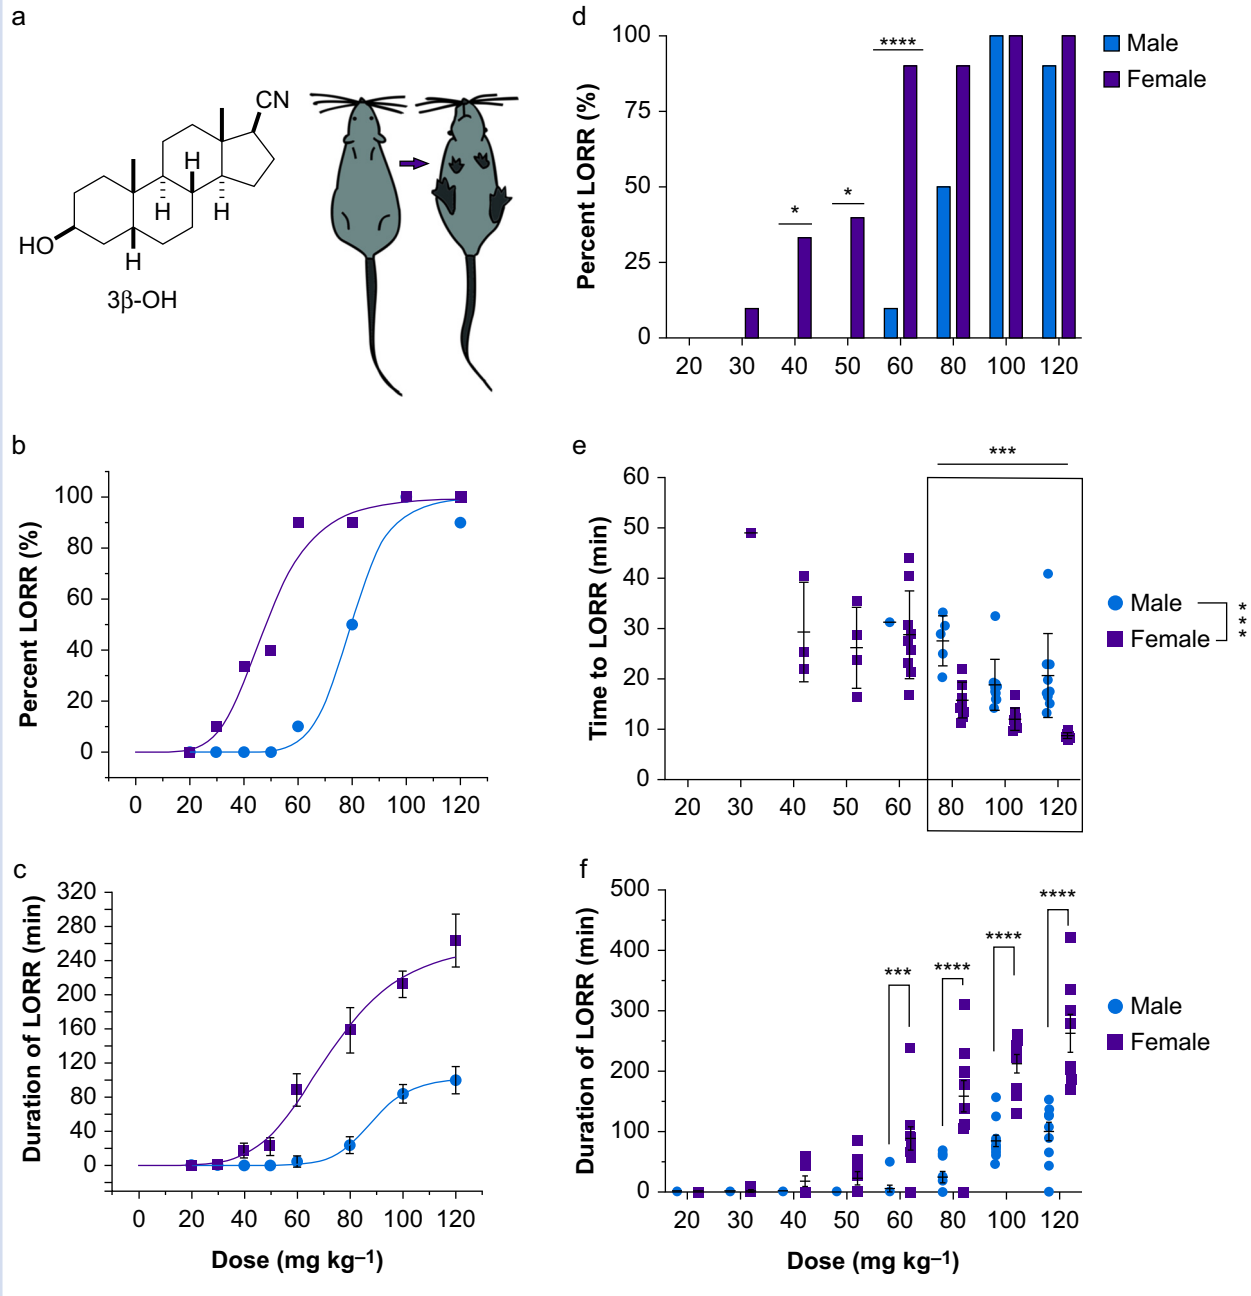 a
CN
H
H
H
HO
H
3β-OH
b
Percent LORR (%)
100
80
60
40
20
0
0 20 40 60 80 100 120
c
Duration of LORR (min)
320
280
240
200
160
120
80
40
0
0 20 40 60 80 100 120
Dose (mg kg–1)
d
Percent LORR (%)
100
75
50
25
0
*
*
****
20 30 40 50 60 80 100 120
Male
Female
e
Time to LORR (min)
60
50
40
30
20
10
0
***
20 30 40 50 60 80 100 120
Male
Female
***
f
Duration of LORR (min)
500
400
300
200
100
0
***
****
****
****
20 30 40 50 60 80 100 120
Dose (mg kg–1)
Male
Female